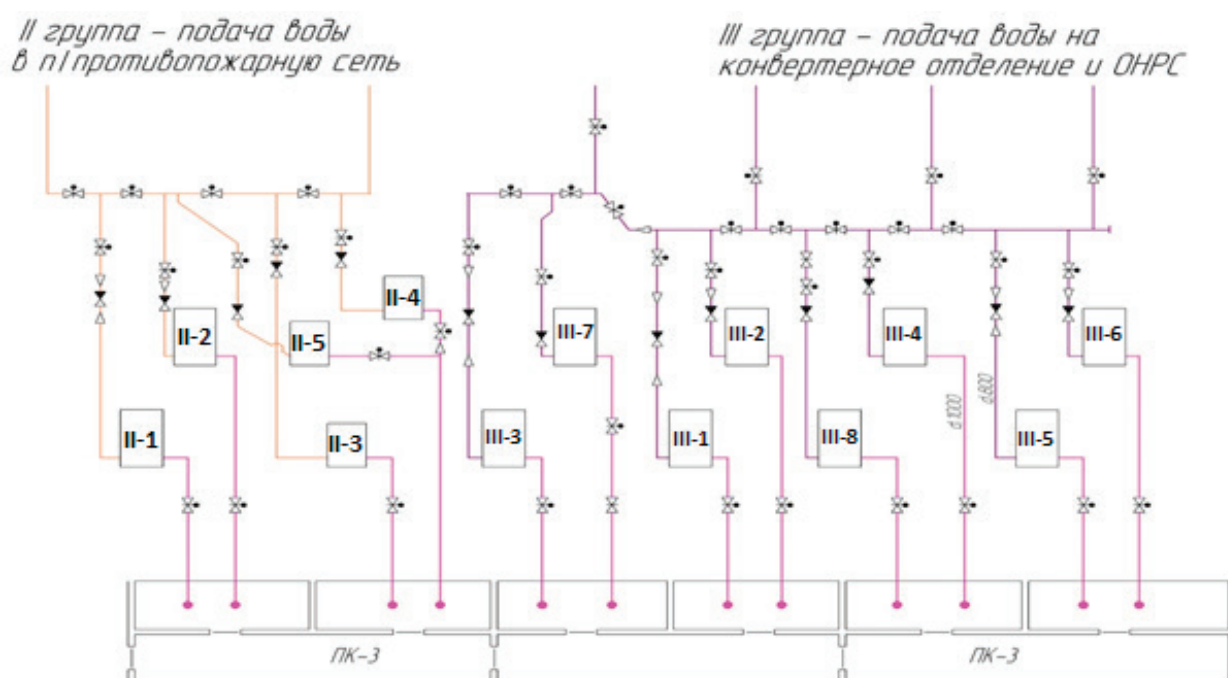 II группа – подача воды
в п/противопожарную сеть
III группа – подача воды на
конвертерное отделение и ОНРС
II-4
II-2
II-5
III-7
III-2
III-4
III-6
d.1000
d.800
II-1
II-3
III-3
III-1
III-8
III-5
ПК-3
ПК-3